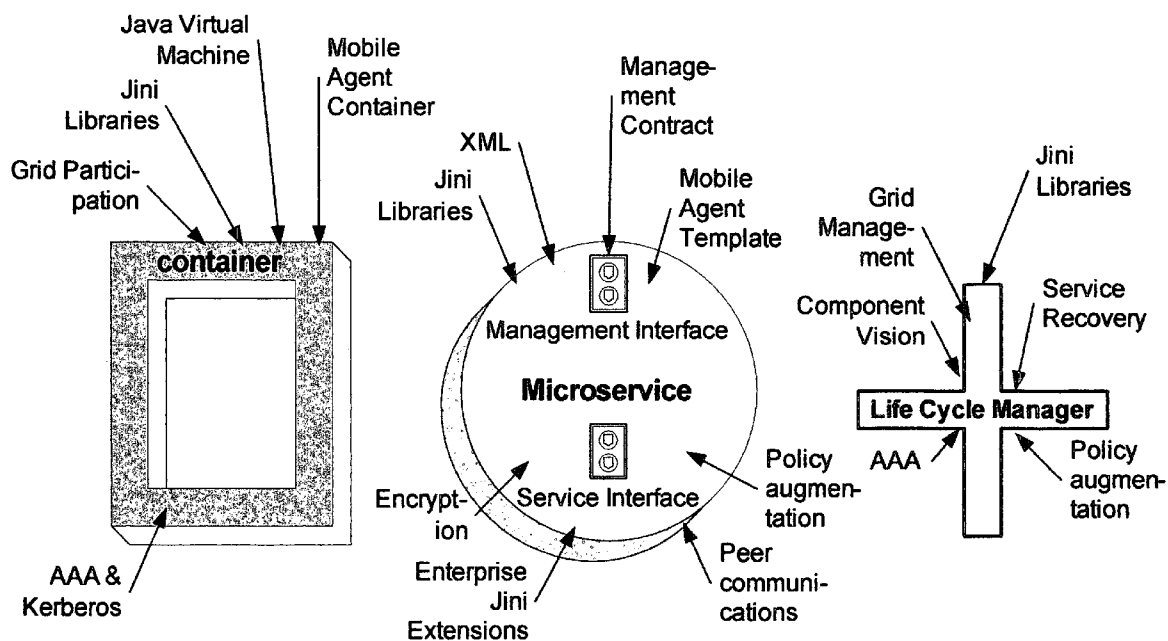 Java Virtual
Machine
Mobile
Agent
Container
Jini
Libraries
Grid Partici-
pation
container
AAA &
Kerberos
Manage-
ment
Contract
XML
Jini
Libraries
Mobile
Agent
Template
Management Interface
Microservice
Service Interface
Encrypt-
ion
Enterprise
Jini
Extensions
Policy
augmen-
tation
Peer
communi-
cations
Jini
Libraries
Grid
Manage-
ment
Component
Vision
Service
Recovery
Life Cycle Manager
AAA
Policy
augmen-
tation